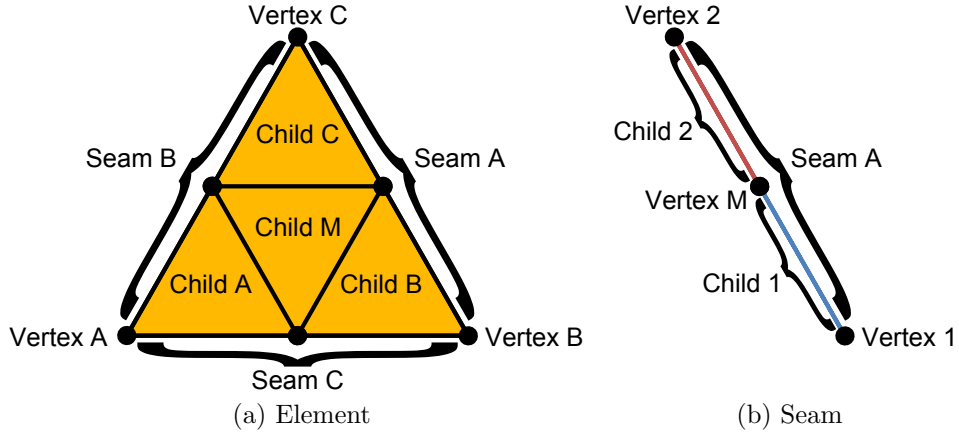 Vertex C
Child C
Seam B
Seam A
Child M
Child A
Child B
Vertex A
Vertex B
Seam C
(a) Element
Vertex 2
Child 2
Seam A
Vertex M
Child 1
Vertex 1
(b) Seam